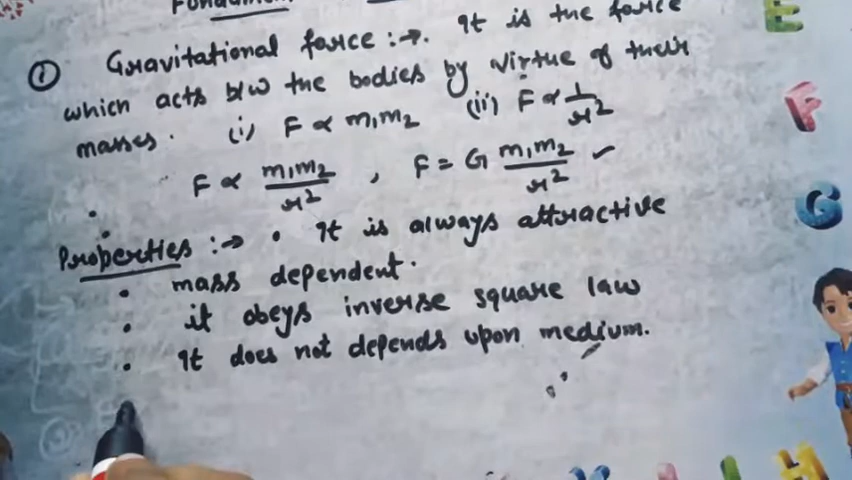 ① Gravitational force :→. It is the force
which acts b/w the bodies by virtue of their
masses. (i) F ∝ m₁m₂ (ii) F ∝ 1/r²
F ∝ m₁m₂/r² , F = G m₁m₂/r² ✓
Properties :→ • It is always attractive
• mass dependent.
• it obeys inverse square law
• It does not depends upon medium.
E
F
G
H